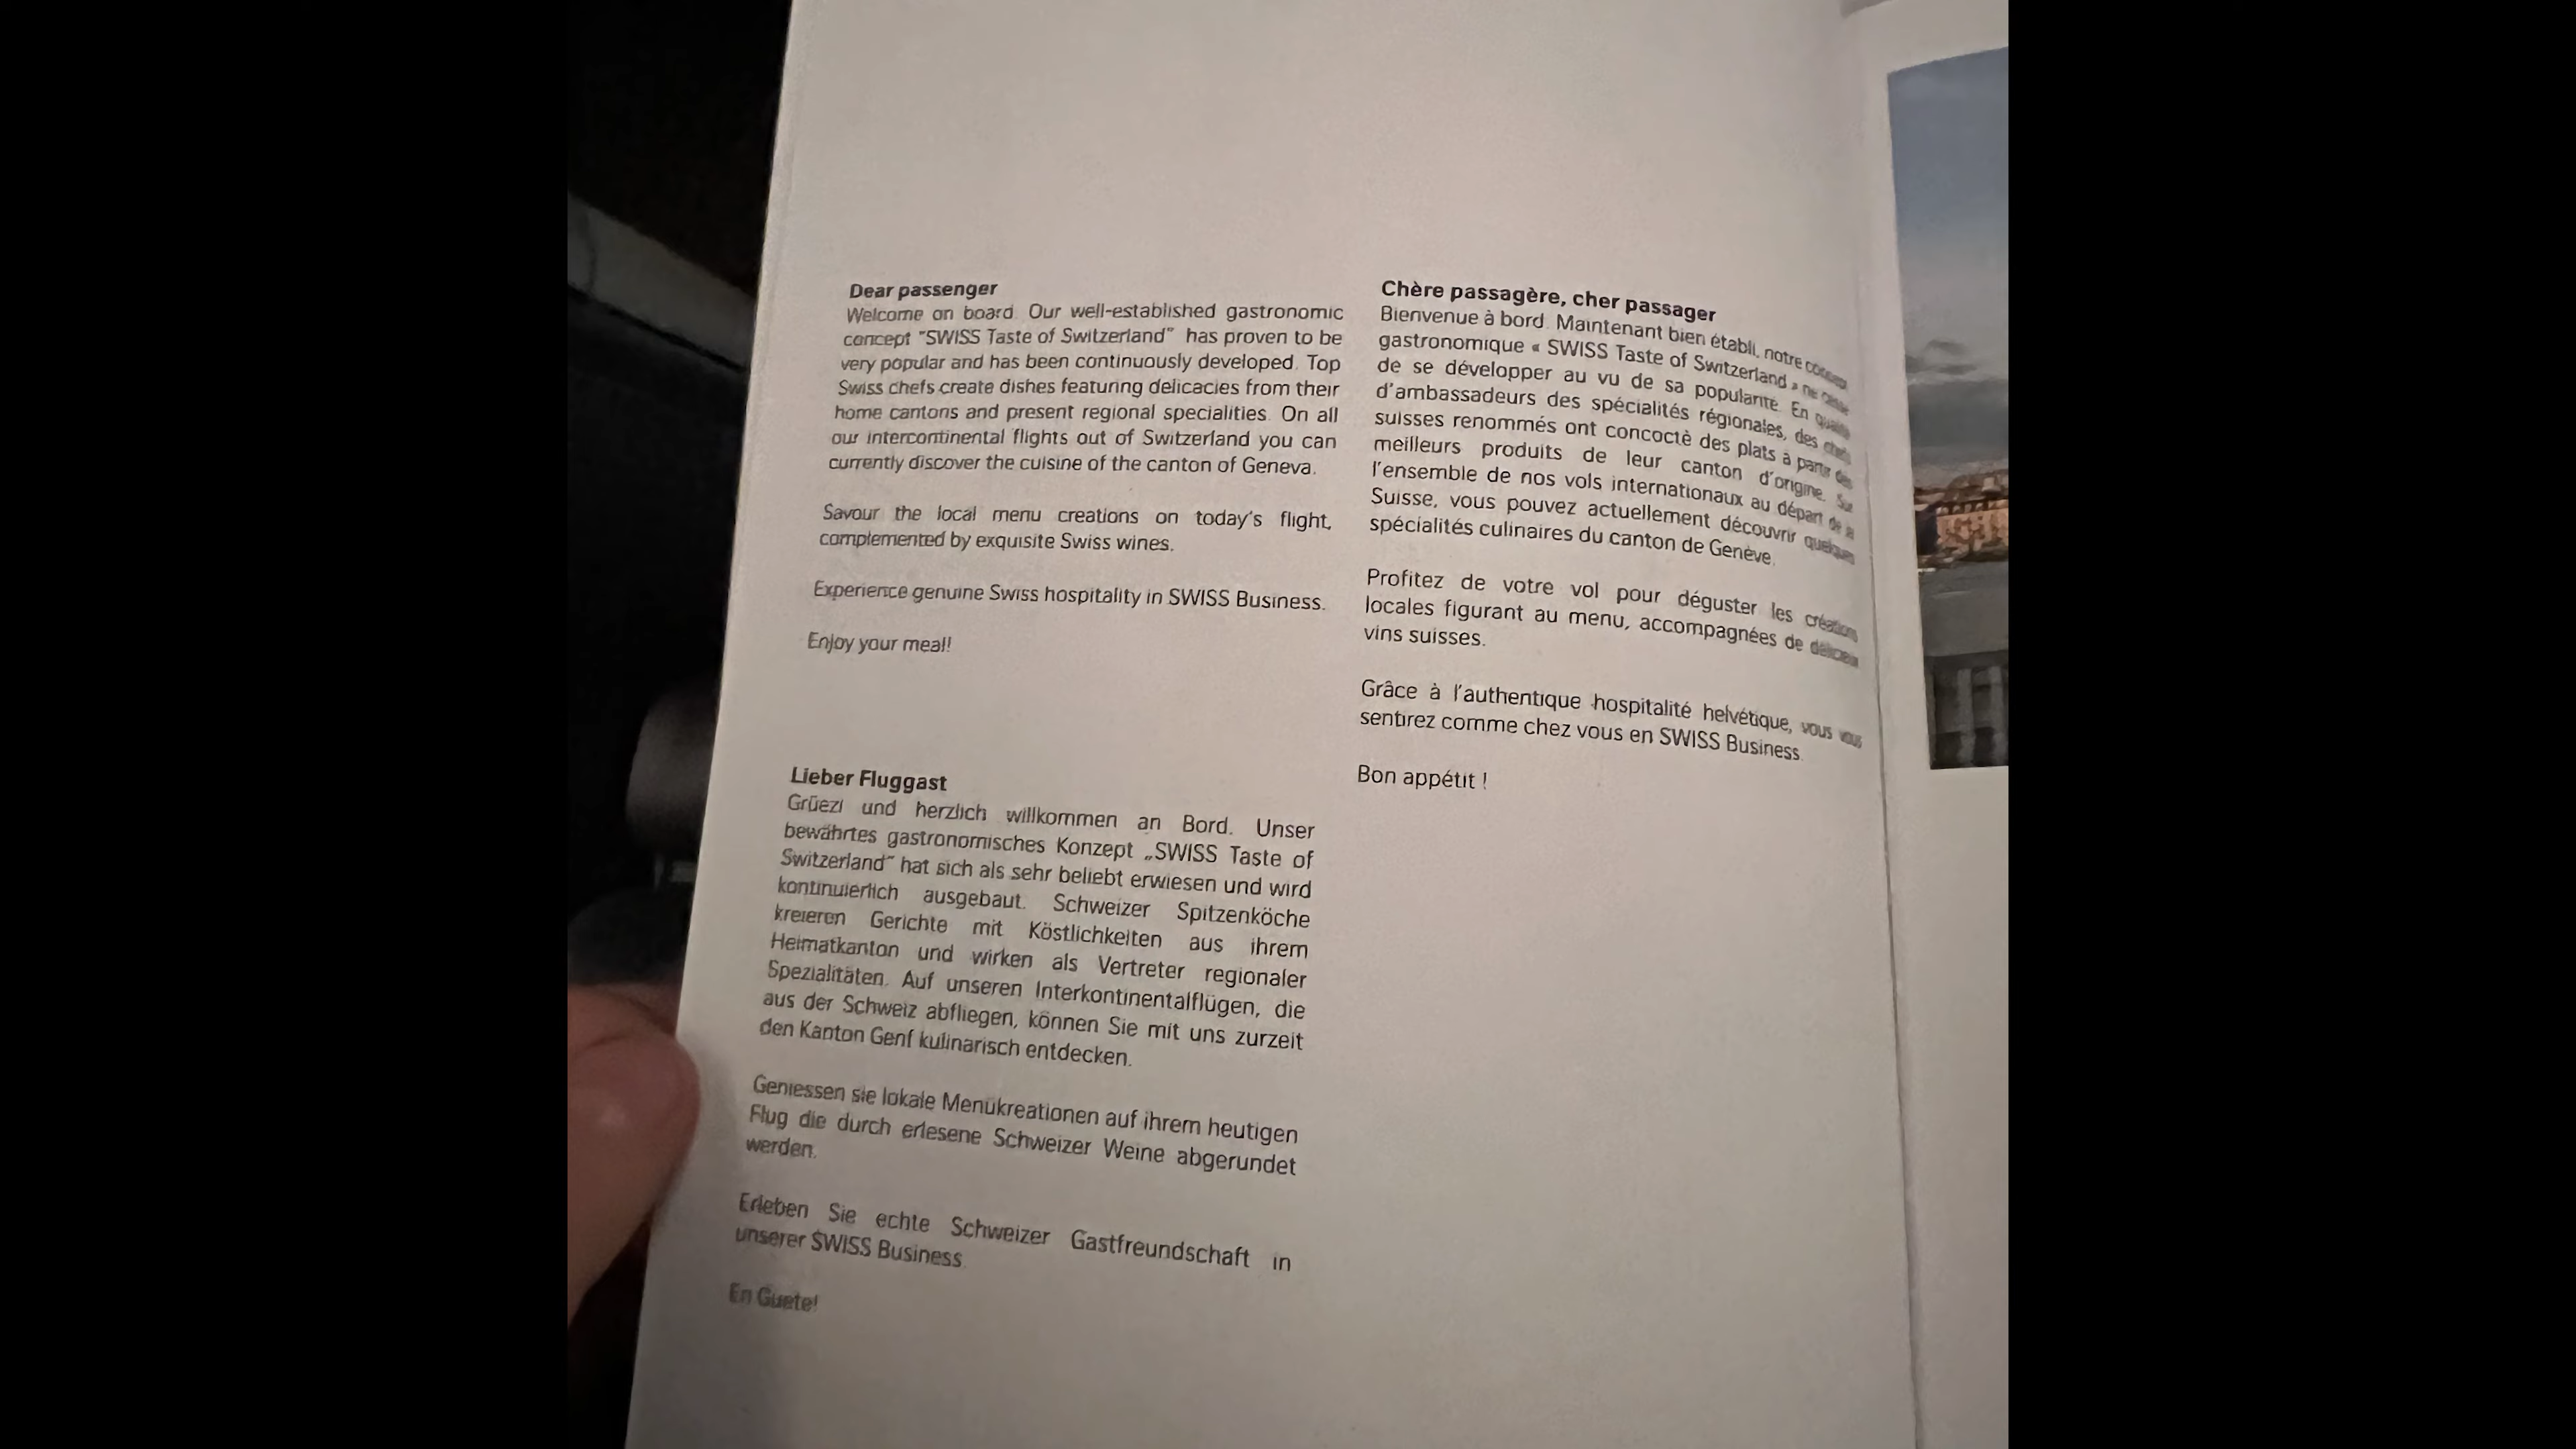 Dear passenger
Welcome on board. Our well-established gastronomic
concept "SWISS Taste of Switzerland" has proven to be
very popular and has been continuously developed. Top
Swiss chefs create dishes featuring delicacies from their
home cantons and present regional specialities. On all
our intercontinental flights out of Switzerland you can
currently discover the cuisine of the canton of Geneva.
Savour the local menu creations on today's flight,
complemented by exquisite Swiss wines.
Experience genuine Swiss hospitality in SWISS Business.
Enjoy your meal!
Lieber Fluggast
Grüezi und herzlich willkommen an Bord. Unser
bewährtes gastronomisches Konzept „SWISS Taste of
Switzerland" hat sich als sehr beliebt erwiesen und wird
kontinuierlich ausgebaut. Schweizer Spitzenköche
kreieren Gerichte mit Köstlichkeiten aus ihrem
Heimatkanton und wirken als Vertreter regionaler
Spezialitäten. Auf unseren Interkontinentalflügen, die
aus der Schweiz abfliegen, können Sie mit uns zurzeit
den Kanton Genf kulinarisch entdecken.
Geniessen sie lokale Menükreationen auf ihrem heutigen
Flug die durch erlesene Schweizer Weine abgerundet
werden.
Erleben Sie echte Schweizer Gastfreundschaft in
unserer SWISS Business.
En Guete!
Chère passagère, cher passager
Bienvenue à bord. Maintenant bien établi, notre concept
gastronomique « SWISS Taste of Switzerland » ne cesse
de se développer au vu de sa popularité. En qualité
d'ambassadeurs des spécialités régionales, des chefs
suisses renommés ont concocté des plats à partir des
meilleurs produits de leur canton d'origine. Sur
l'ensemble de nos vols internationaux au départ de la
Suisse, vous pouvez actuellement découvrir quelques
spécialités culinaires du canton de Genève.
Profitez de votre vol pour déguster les créations
locales figurant au menu, accompagnées de délicieux
vins suisses.
Grâce à l'authentique hospitalité helvétique, vous vous
sentirez comme chez vous en SWISS Business.
Bon appétit !